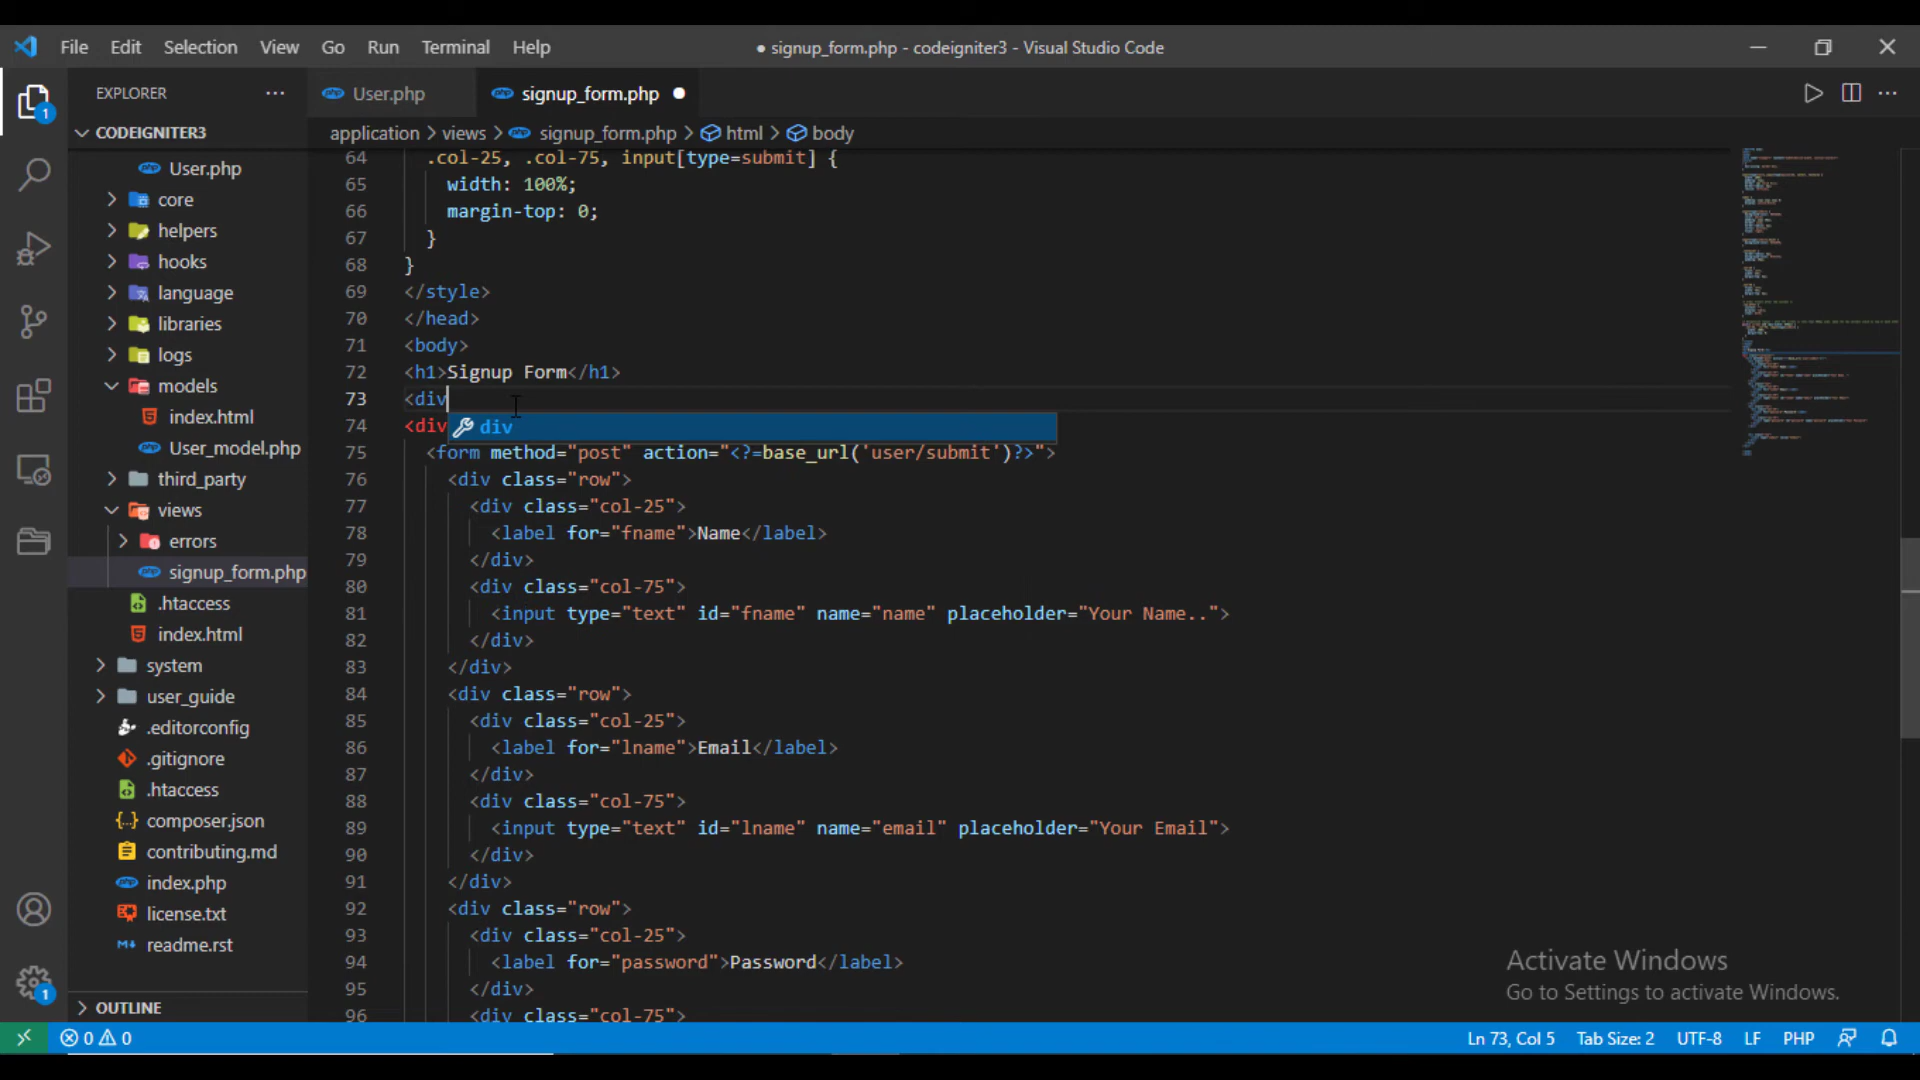 File Edit Selection View Go Run Terminal Help
● signup_form.php - codeigniter3 - Visual Studio Code
EXPLORER
User.php
signup_form.php
application > views > signup_form.php > html > body
CODEIGNITER3
User.php
core
helpers
hooks
language
libraries
logs
models
index.html
User_model.php
third_party
views
errors
signup_form.php
.htaccess
index.html
system
user_guide
.editorconfig
.gitignore
.htaccess
composer.json
contributing.md
index.php
license.txt
readme.rst
OUTLINE
1
1
64 .col-25, .col-75, input[type=submit] {
65 width: 100%;
66 margin-top: 0;
67 }
68 }
69 </style>
70 </head>
71 <body>
72 <h1>Signup Form</h1>
73 <div
74 <div
div
75 <form method="post" action="<?=base_url('user/submit')?>">
76 <div class="row">
77 <div class="col-25">
78 <label for="fname">Name</label>
79 </div>
80 <div class="col-75">
81 <input type="text" id="fname" name="name" placeholder="Your Name..">
82 </div>
83 </div>
84 <div class="row">
85 <div class="col-25">
86 <label for="lname">Email</label>
87 </div>
88 <div class="col-75">
89 <input type="text" id="lname" name="email" placeholder="Your Email">
90 </div>
91 </div>
92 <div class="row">
93 <div class="col-25">
94 <label for="password">Password</label>
95 </div>
96 <div class="col-75">
Activate Windows
Go to Settings to activate Windows.
0 0
Ln 73, Col 5 Tab Size: 2 UTF-8 LF PHP